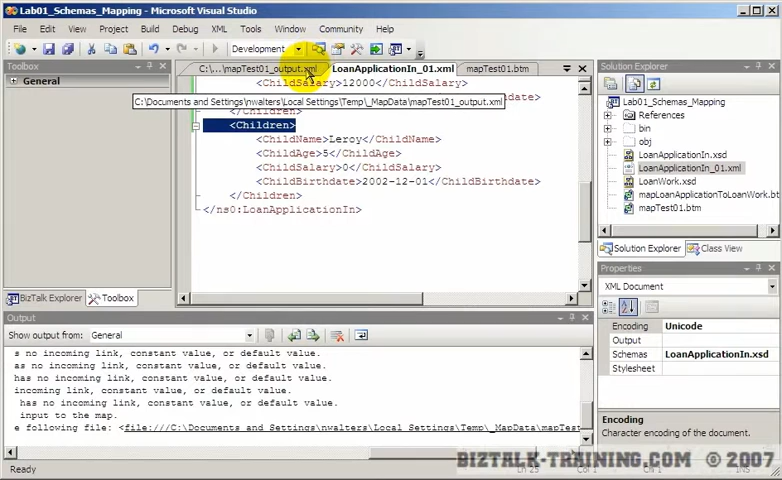 Lab01_Schemas_Mapping - Microsoft Visual Studio
File Edit View Project Build Debug XML Tools Window Community Help
Development
Toolbox
General
C:\...\mapTest01_output.xml LoanApplicationIn_01.xml mapTest01.btm
<ChildSalary>12000</ChildSalary>
C:\Documents and Settings\nwalters\Local Settings\Temp\_MapData\mapTest01_output.xml
hdate>
</Children>
<Children>
<ChildName>Leroy</ChildName>
<ChildAge>5</ChildAge>
<ChildSalary>0</ChildSalary>
<ChildBirthdate>2002-12-01</ChildBirthdate>
</Children>
</ns0:LoanApplicationIn>
BizTalk Explorer Toolbox
Solution Explorer
Lab01_Schemas_Mapping
References
bin
obj
LoanApplicationIn.xsd
LoanApplicationIn_01.xml
LoanWork.xsd
mapLoanApplicationToLoanWork.bt
mapTest01.btm
Solution Explorer Class View
Properties
XML Document
Encoding Unicode
Output
Schemas LoanApplicationIn.xsd
Stylesheet
Encoding
Character encoding of the document.
Output
Show output from: General
s no incoming link, constant value, or default value.
as no incoming link, constant value, or default value.
has no incoming link, constant value, or default value.
incoming link, constant value, or default value.
has no incoming link, constant value, or default value.
input to the map.
e following file: <file:///C:\Documents and Settings\nwalters\Local Settings\Temp\_MapData\mapTest
Ready
Ln 25 Col 1 Ch 1
BIZTALK-TRAINING.COM © 2007